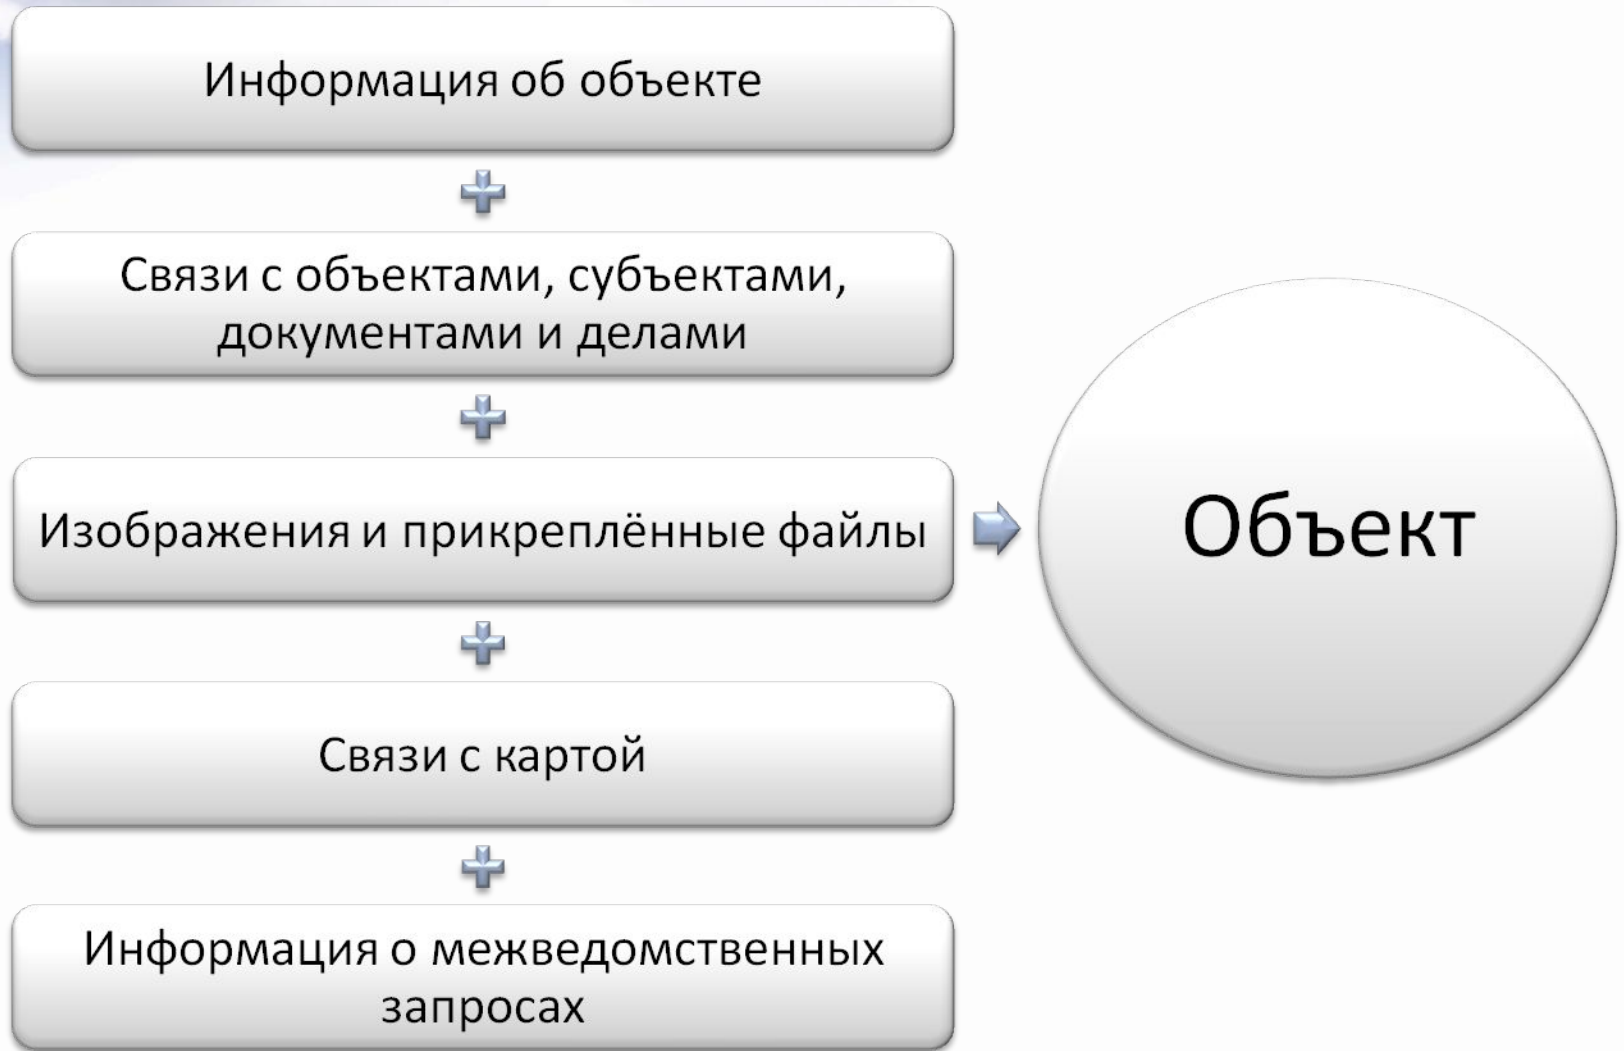 Информация об объекте
Связи с объектами, субъектами,
документами и делами
Изображения и прикреплённые файлы
Связи с картой
Информация о межведомственных
запросах
Объект